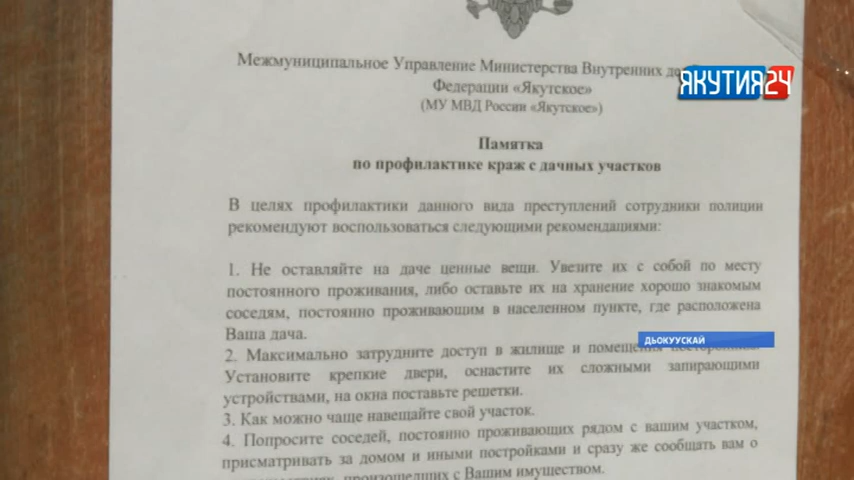 Межмуниципальное Управление Министерства Внутренних
ЯКУТИЯ24
Федерации «Якутское»
(МУ МВД России «Якутское»)
Памятка
по профилактике краж с дачных участков
В целях профилактики данного вида преступлений сотрудники полиции
рекомендуют воспользоваться следующими рекомендациями:
1. Не оставляйте на даче ценные вещи. Увезите их с собой по месту
постоянного проживания, либо оставьте их на хранение хорошо знакомым
соседям, постоянно проживающим в населенном пункте, где расположена
Ваша дача.
ДЬОКУУСКАЙ
2. Максимально затрудните доступ в жилище и помещения
Установите крепкие двери, оснастите их сложными запирающими
устройствами, на окна поставьте решетки.
3. Как можно чаще навещайте свой участок.
4. Попросите соседей, постоянно проживающих рядом с вашим участком,
присматривать за домом и иными постройками и сразу же сообщать вам о
произошедших с Вашим имуществом.